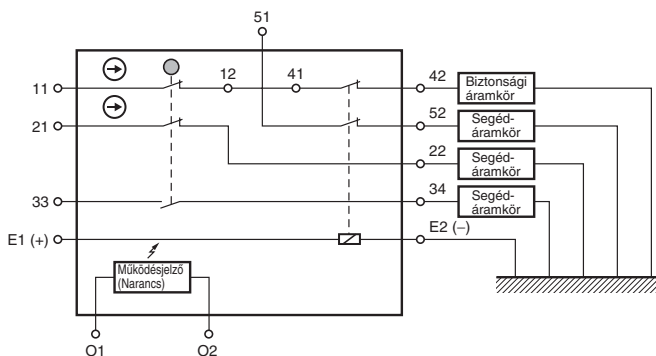 51
11
12
41
42
Biztonsági
áramkör
21
52
Segéd-
áramkör
22
Segéd-
áramkör
33
34
Segéd-
áramkör
E1 (+)
E2 (–)
Működésjelző
(Narancs)
O1
O2